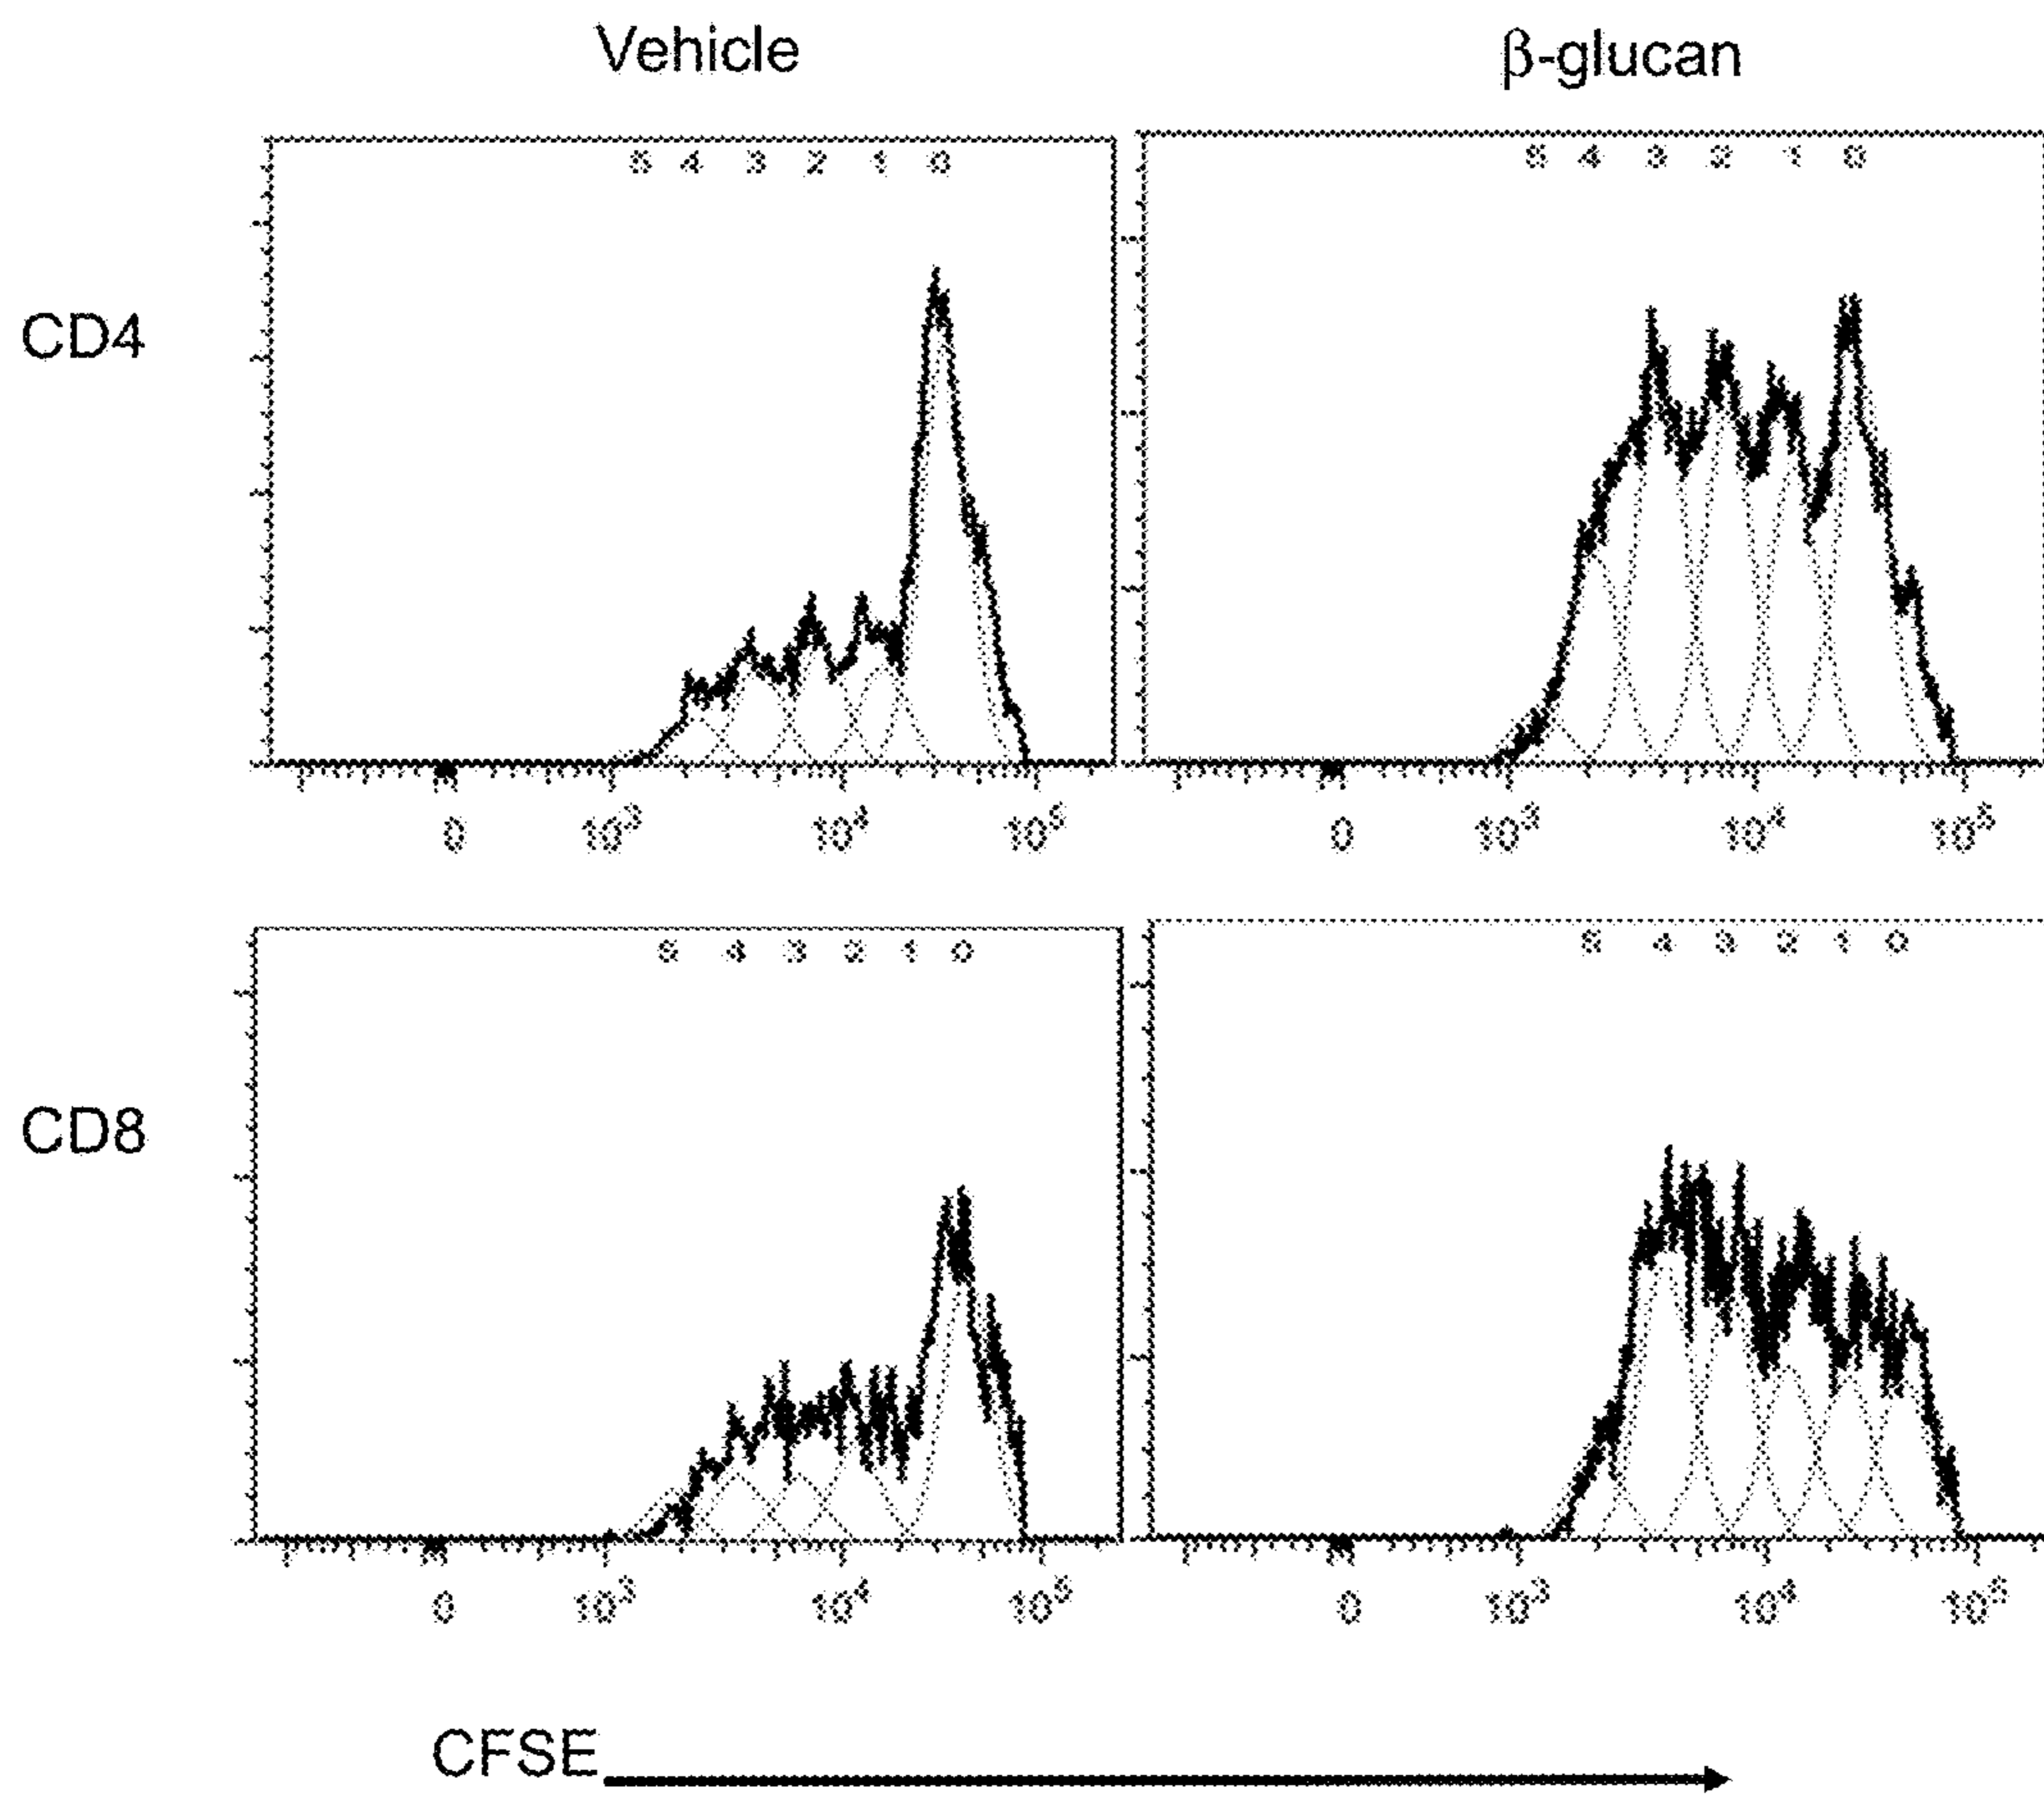 Vehicle β-glucan
5 4 3 2 1 0 5 4 3 2 1 0
CD4
0 10³ 10⁴ 10⁵ 0 10³ 10⁴ 10⁵
5 4 3 2 1 0 5 4 3 2 1 0
CD8
0 10³ 10⁴ 10⁵ 0 10³ 10⁴ 10⁵
CFSE